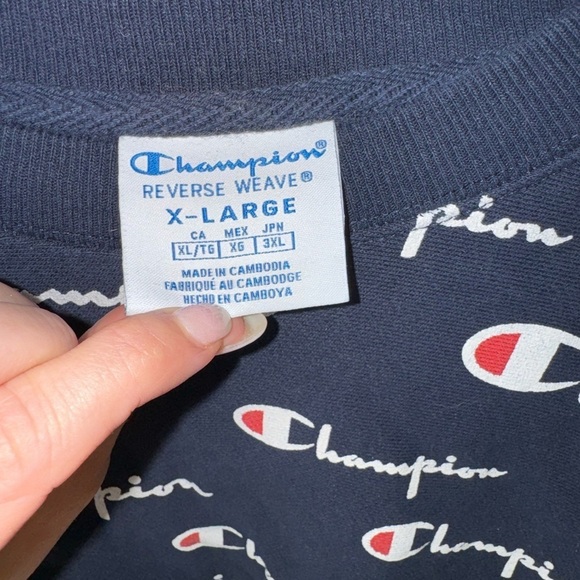 Champion®
REVERSE WEAVE®
X-LARGE
CA MEX JPN
XL/TG XG 3XL
MADE IN CAMBODIA
FABRIQUÉ AU CAMBODGE
HECHO EN CAMBOYA
pion
m
Champion
pion
Champion